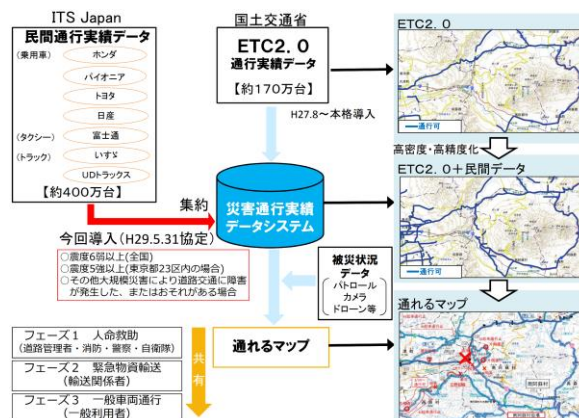 ITS Japan
民間通行実績データ
(乗用車)
ホンダ
パイオニア
トヨタ
日産
(タクシー)
富士通
(トラック)
いすゞ
UDトラックス
【約400万台】
国土交通省
ETC2.0
通行実績データ
【約170万台】
H27.8～本格導入
集約
災害通行実績
データシステム
今回導入(H29.5.31協定)
○震度6弱以上(全国)
○震度5強以上(東京都23区内の場合)
○その他大規模災害により道路交通に障害
が発生した、またはおそれがある場合
被災状況
データ
パトロール
カメラ
ドローン等
フェーズ1 人命救助
(道路管理者・消防・警察・自衛隊)
フェーズ2 緊急物資輸送
(輸送関係者)
フェーズ3 一般車両通行
(一般利用者)
共有
通れるマップ
ETC2.0
通行可
高密度・高精度化
ETC2.0＋民間データ
通行可
通れるマップ